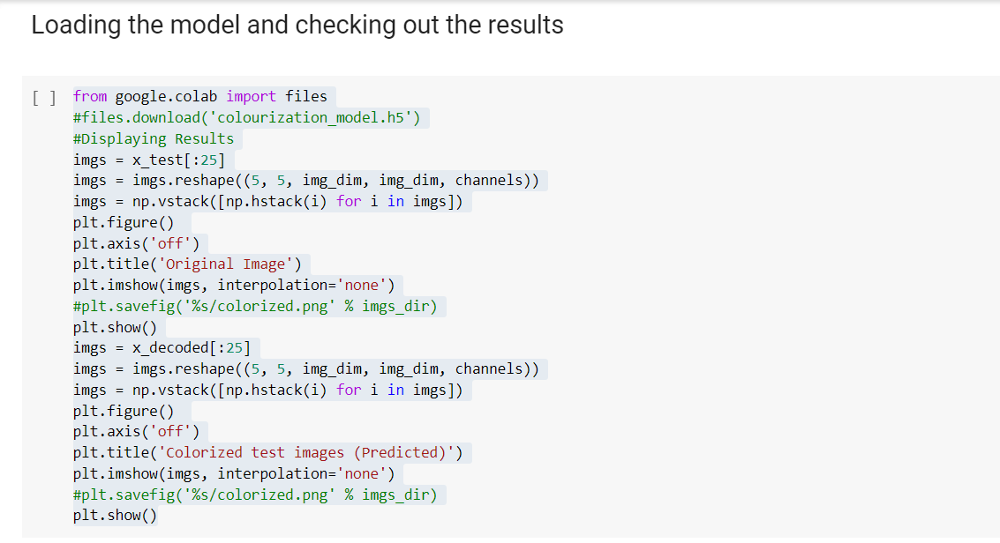 Loading the model and checking out the results
[ ] from google.colab import files
#files.download('colourization_model.h5')
#Displaying Results
imgs = x_test[:25]
imgs = imgs.reshape((5, 5, img_dim, img_dim, channels))
imgs = np.vstack([np.hstack(i) for i in imgs])
plt.figure()
plt.axis('off')
plt.title('Original Image')
plt.imshow(imgs, interpolation='none')
#plt.savefig('%s/colorized.png' % imgs_dir)
plt.show()
imgs = x_decoded[:25]
imgs = imgs.reshape((5, 5, img_dim, img_dim, channels))
imgs = np.vstack([np.hstack(i) for i in imgs])
plt.figure()
plt.axis('off')
plt.title('Colorized test images (Predicted)')
plt.imshow(imgs, interpolation='none')
#plt.savefig('%s/colorized.png' % imgs_dir)
plt.show()